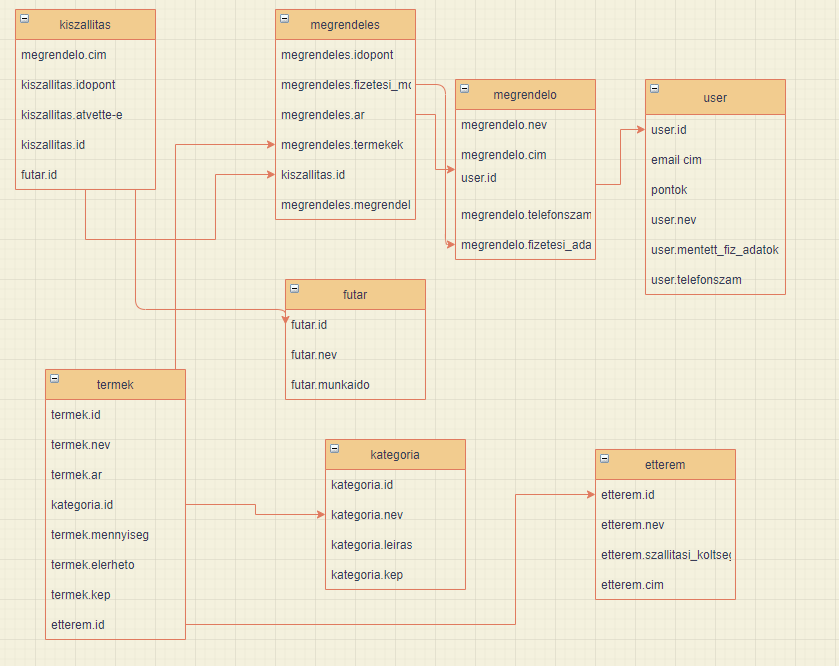 kiszallitas
megrendelo.cim
kiszallitas.idopont
kiszallitas.atvette-e
kiszallitas.id
futar.id
megrendeles
megrendeles.idopont
megrendeles.fizetesi_mo
megrendeles.ar
megrendeles.termekek
kiszallitas.id
megrendeles.megrendel
megrendelo
megrendelo.nev
megrendelo.cim
user.id
megrendelo.telefonszam
megrendelo.fizetesi_ada
user
user.id
email cim
pontok
user.nev
user.mentett_fiz_adatok
user.telefonszam
futar
futar.id
futar.nev
futar.munkaido
termek
termek.id
termek.nev
termek.ar
kategoria.id
termek.mennyiseg
termek.elerheto
termek.kep
etterem.id
kategoria
kategoria.id
kategoria.nev
kategoria.leiras
kategoria.kep
etterem
etterem.id
etterem.nev
etterem.szallitasi_koltseg
etterem.cim